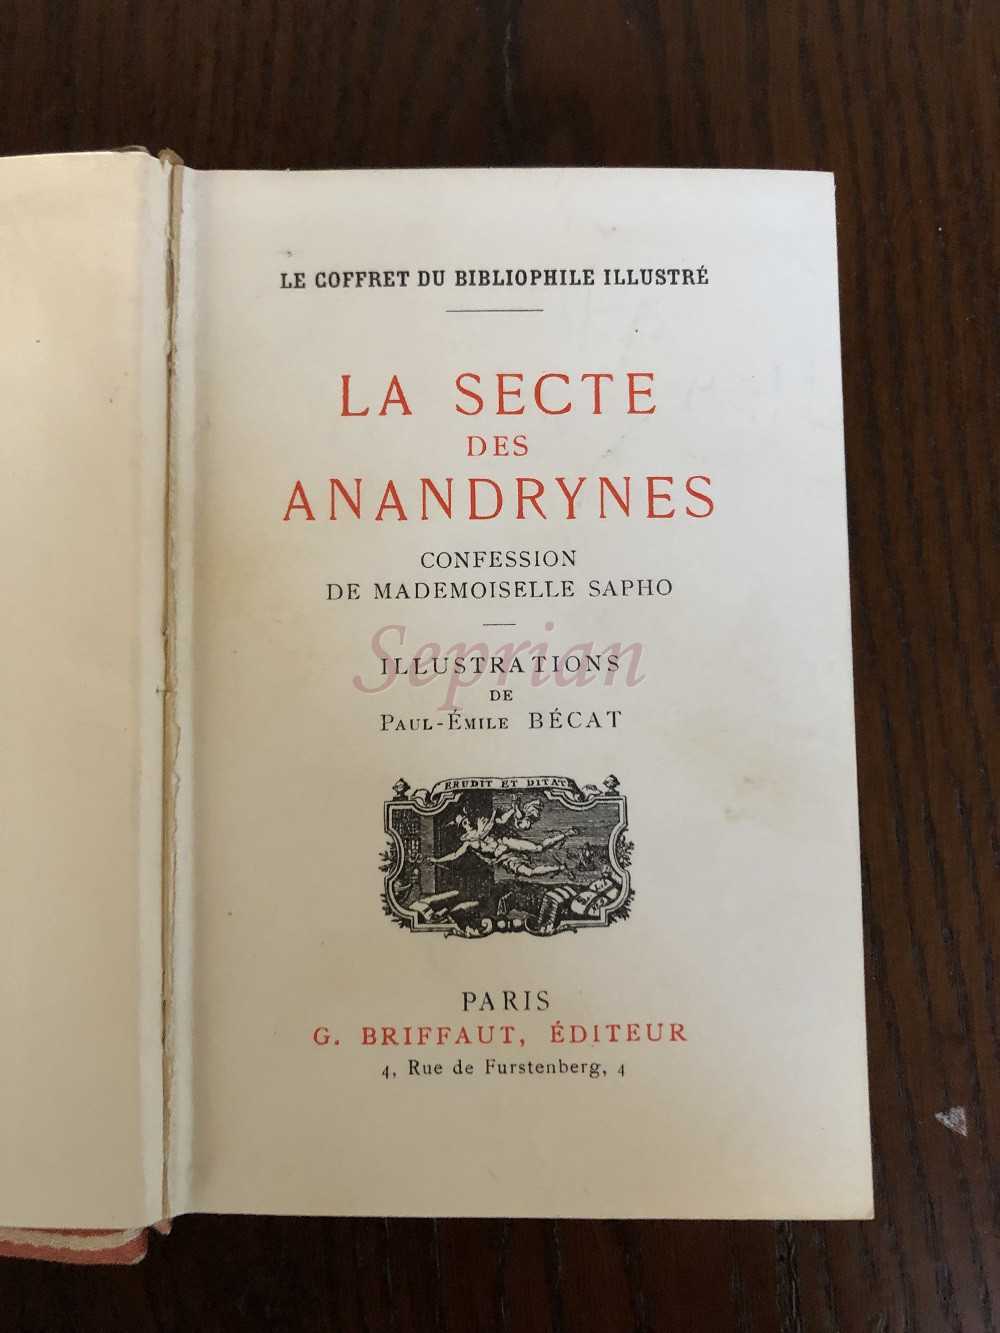 LE COFFRET DU BIBLIOPHILE ILLUSTRÉ
LA SECTE
DES
ANANDRYNES
CONFESSION
DE MADEMOISELLE SAPHO
Seprian
ILLUSTRATIONS
DE
PAUL-ÉMILE BÉCAT
ERUDIT ET DITAT
PARIS
G. BRIFFAUT, ÉDITEUR
4, Rue de Furstenberg, 4